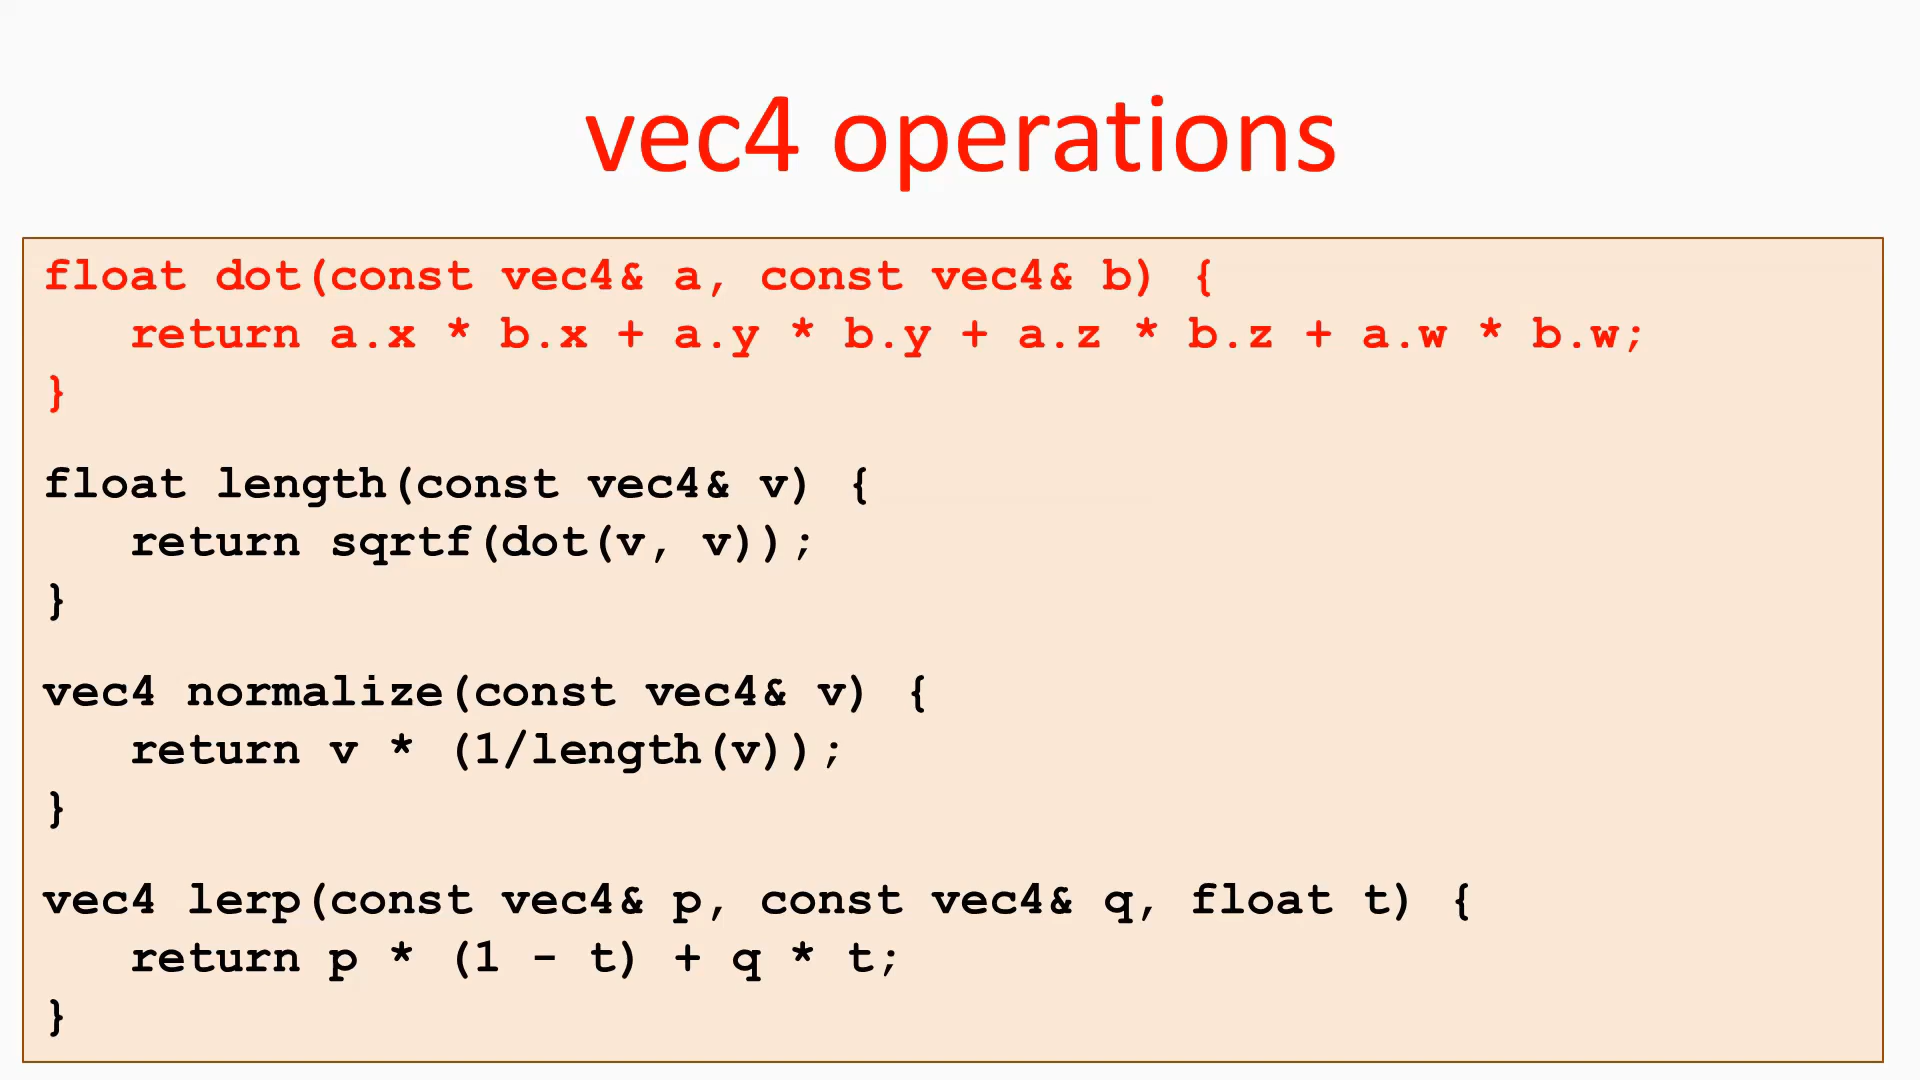 vec4 operations
float dot(const vec4& a, const vec4& b) {
   return a.x * b.x + a.y * b.y + a.z * b.z + a.w * b.w;
}
float length(const vec4& v) {
   return sqrtf(dot(v, v));
}
vec4 normalize(const vec4& v) {
   return v * (1/length(v));
}
vec4 lerp(const vec4& p, const vec4& q, float t) {
   return p * (1 - t) + q * t;
}